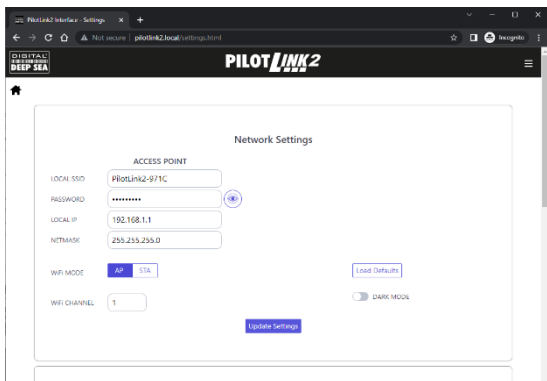 PilotLink2 Interface - Settings
Not secure | pilotlink2.local/settings.html
Incognito
DIGITAL
DEEP SEA
PILOTLINK2
Network Settings
ACCESS POINT
LOCAL SSID PilotLink2-971C
PASSWORD •••••••••
LOCAL IP 192.168.1.1
NETMASK 255.255.255.0
WiFi MODE AP STA Load Defaults
WiFi CHANNEL 1 DARK MODE
Update Settings